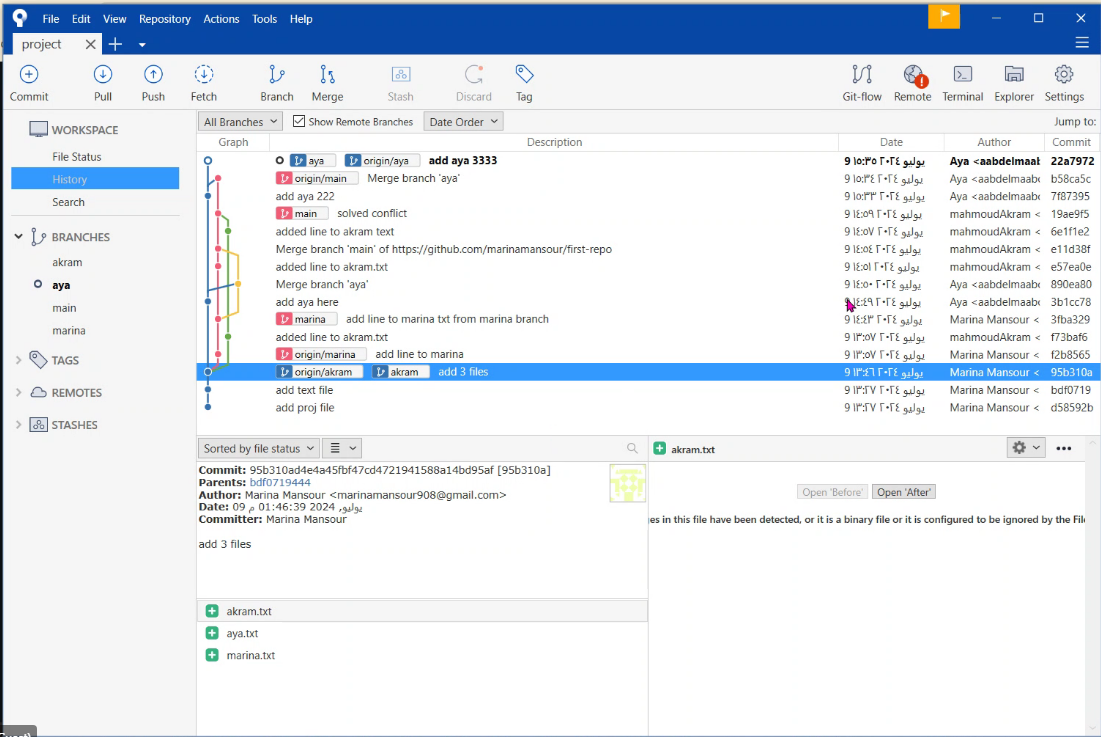 File Edit View Repository Actions Tools Help
project
Commit Pull Push Fetch Branch Merge Stash Discard Tag Git-flow Remote Terminal Explorer Settings
WORKSPACE
File Status
History
Search
BRANCHES
akram
aya
main
marina
TAGS
REMOTES
STASHES
All Branches Show Remote Branches Date Order Jump to:
Graph Description Date Author Commit
aya origin/aya add aya 3333 9 يوليو ٢٠٢٤ ١٥:٣٥ Aya <aabdelmaab 22a7972
origin/main Merge branch 'aya' 9 يوليو ٢٠٢٤ ١٥:٣٤ Aya <aabdelmaabc b58ca5c
add aya 222 9 يوليو ٢٠٢٤ ١٥:٣٣ Aya <aabdelmaabc 7f87395
main solved conflict 9 يوليو ٢٠٢٤ ١٤:٥٩ mahmoudAkram < 19ae9f5
added line to akram text 9 يوليو ٢٠٢٤ ١٤:٥٧ mahmoudAkram < 6e1f1e2
Merge branch 'main' of https://github.com/marinamansour/first-repo 9 يوليو ٢٠٢٤ ١٤:٥٤ mahmoudAkram < e11d38f
added line to akram.txt 9 يوليو ٢٠٢٤ ١٤:٥١ mahmoudAkram < e57ea0e
Merge branch 'aya' 9 يوليو ٢٠٢٤ ١٤:٥٠ Aya <aabdelmaabc 890ea80
add aya here يوليو ٢٠٢٤ ١٤:٤٩ Aya <aabdelmaabc 3b1cc78
marina add line to marina txt from marina branch 9 يوليو ٢٠٢٤ ١٤:٤٣ Marina Mansour < 3fba329
added line to akram.txt 9 يوليو ٢٠٢٤ ١٣:٥٧ mahmoudAkram < f73baf6
origin/marina add line to marina 9 يوليو ٢٠٢٤ ١٣:٥٧ Marina Mansour < f2b8565
origin/akram akram add 3 files 9 يوليو ٢٠٢٤ ١٣:٤٦ Marina Mansour < 95b310a
add text file 9 يوليو ٢٠٢٤ ١٣:٢٧ Marina Mansour < bdf0719
add proj file 9 يوليو ٢٠٢٤ ١٣:٢٧ Marina Mansour < d58592b
Sorted by file status
akram.txt
Commit: 95b310ad4e4a45fbf47cd4721941588a14bd95af [95b310a]
Parents: bdf0719444
Author: Marina Mansour <marinamansour908@gmail.com>
Date: 09 يوليو, 2024 01:46:39 م
Committer: Marina Mansour
add 3 files
Open 'Before' Open 'After'
es in this file have been detected, or it is a binary file or it is configured to be ignored by the File
akram.txt
aya.txt
marina.txt